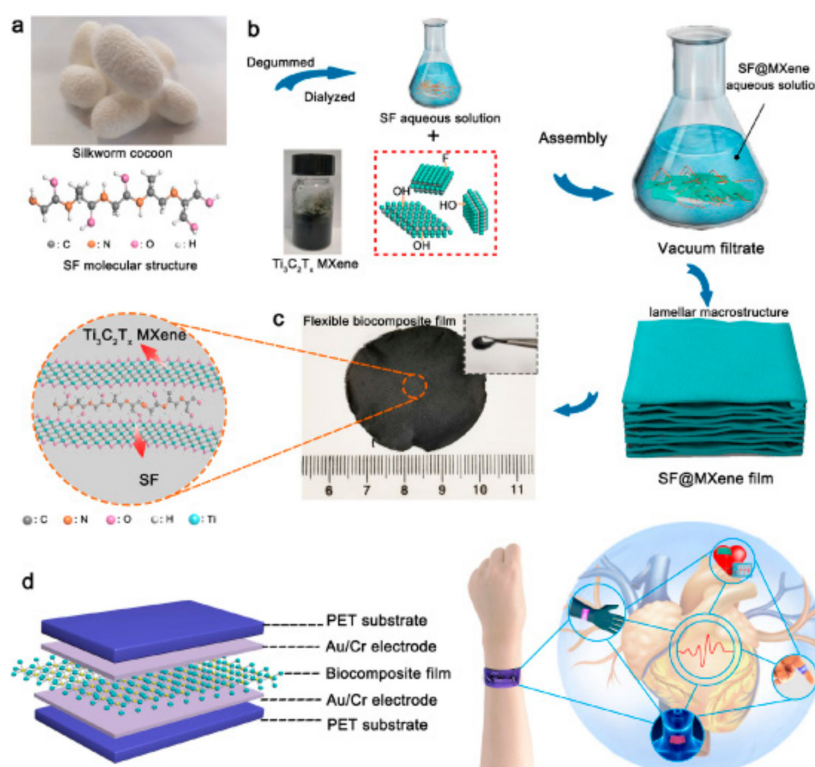 a
Silkworm cocoon
: C : N : O : H
SF molecular structure
b
Degummed
Dialyzed
SF aqueous solution
+
F
OH
HO
OH
Ti₃C₂Tₓ MXene
Assembly
SF@MXene
aqueous solution
Vacuum filtrate
lamellar macrostructure
SF@MXene film
c
Flexible biocomposite film
6 7 8 9 10 11
Ti₃C₂Tₓ MXene
SF
: C : N : O : H : Ti
d
PET substrate
Au/Cr electrode
Biocomposite film
Au/Cr electrode
PET substrate